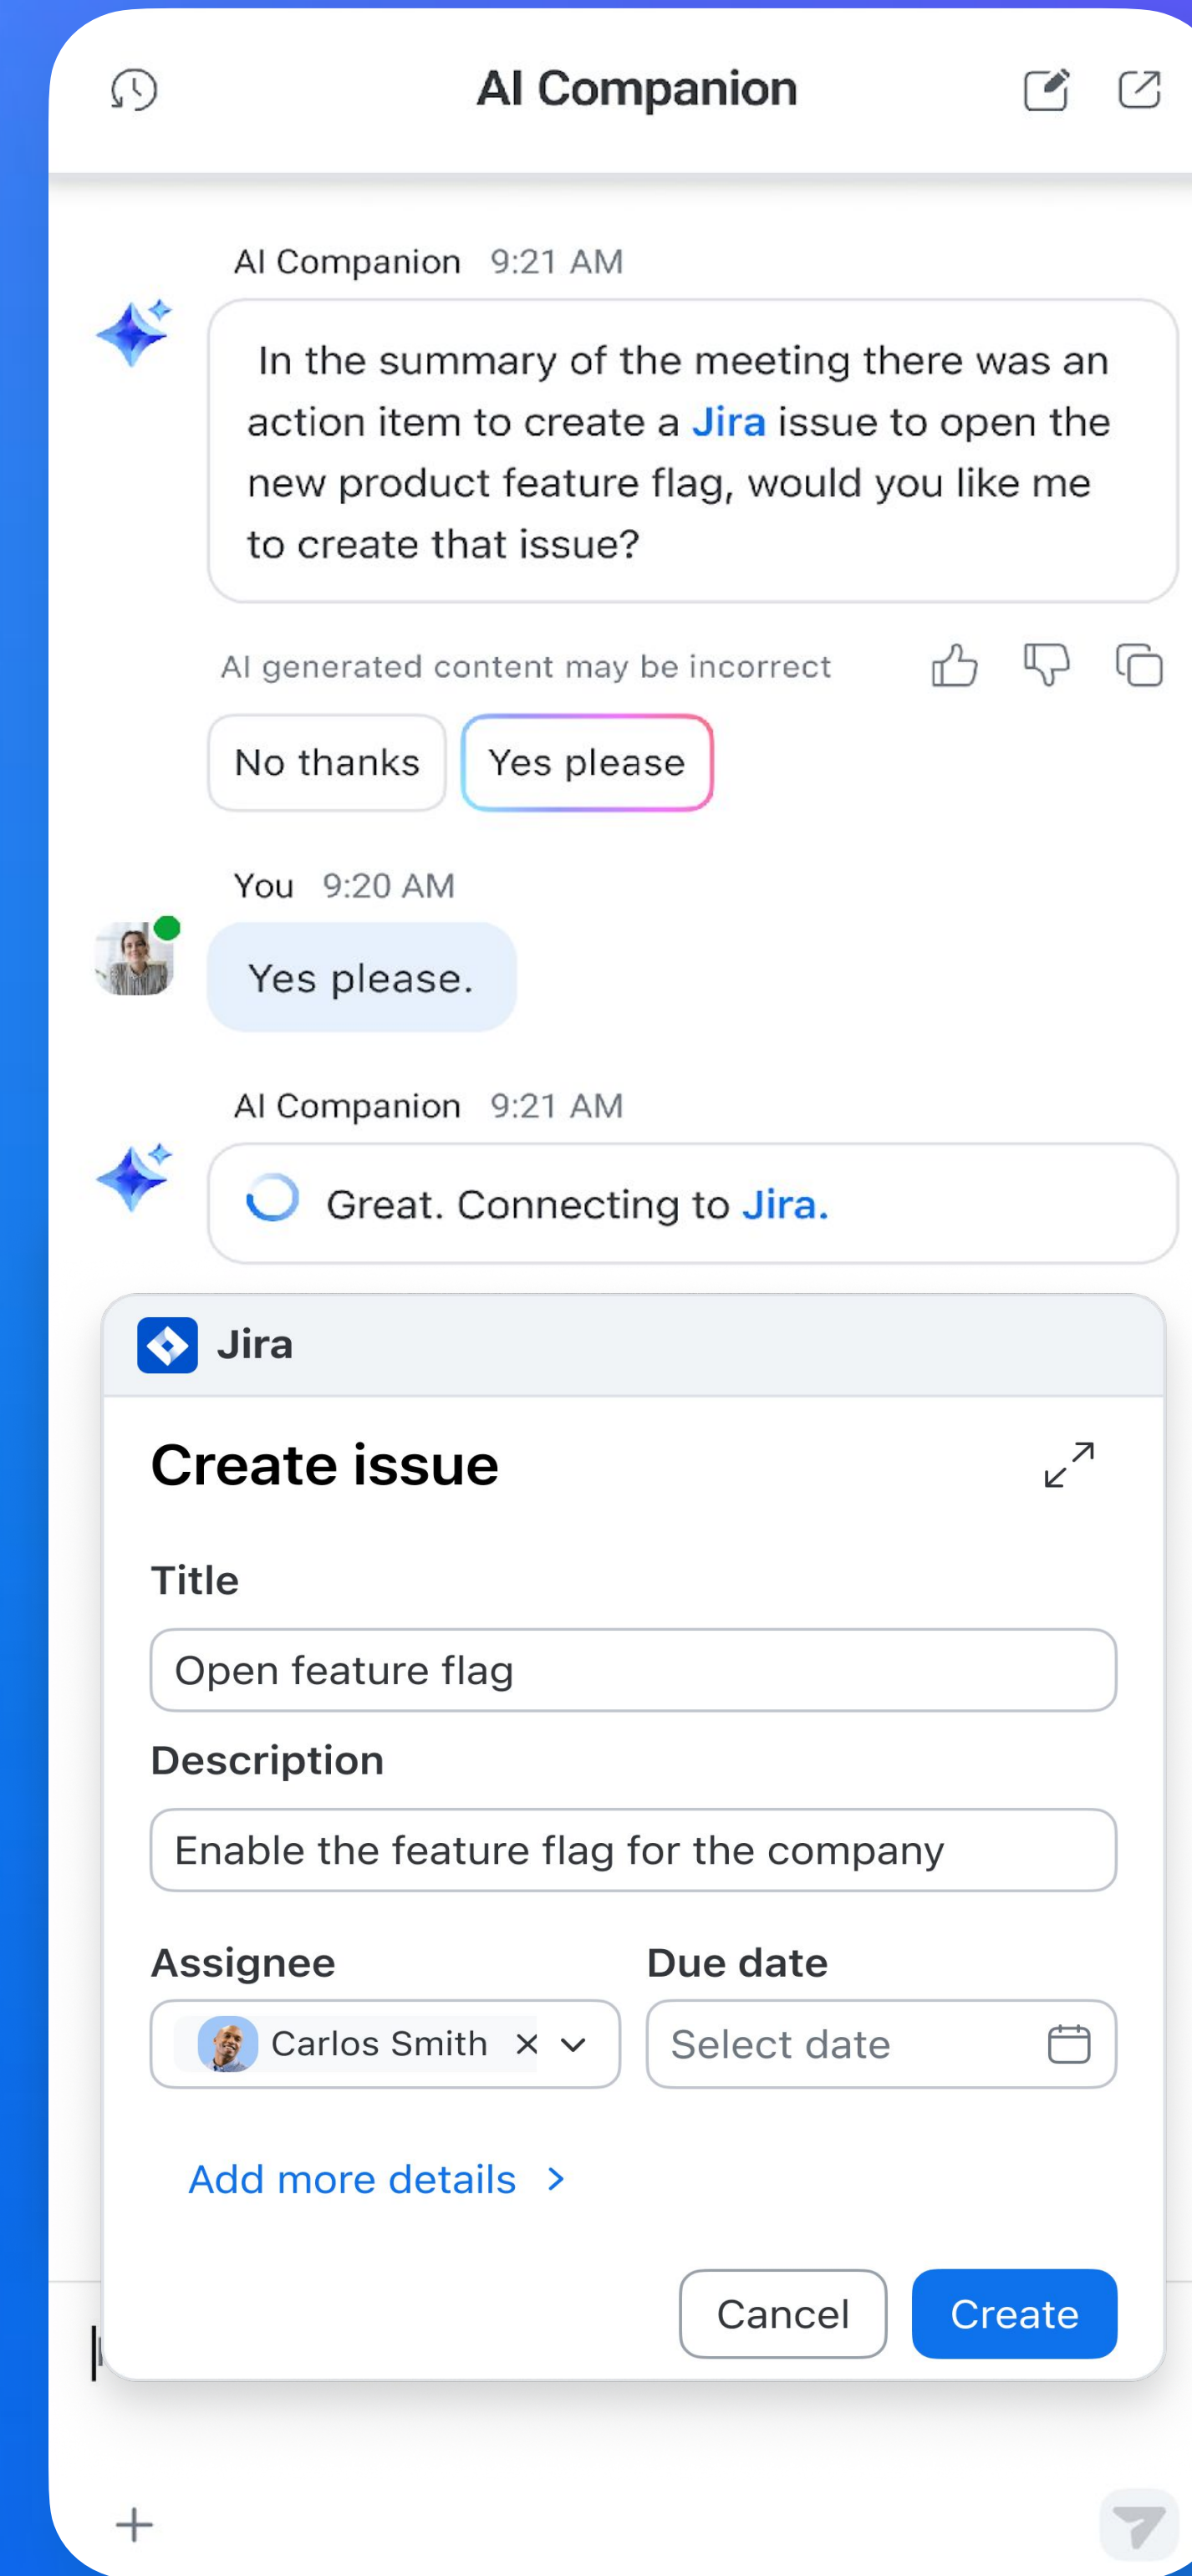 AI Companion
AI Companion 9:21 AM
In the summary of the meeting there was an
action item to create a Jira issue to open the
new product feature flag, would you like me
to create that issue?
AI generated content may be incorrect
No thanks Yes please
You 9:20 AM
Yes please.
AI Companion 9:21 AM
Great. Connecting to Jira.
Jira
Create issue
Title
Open feature flag
Description
Enable the feature flag for the company
Assignee Due date
Carlos Smith Select date
Add more details
Cancel Create